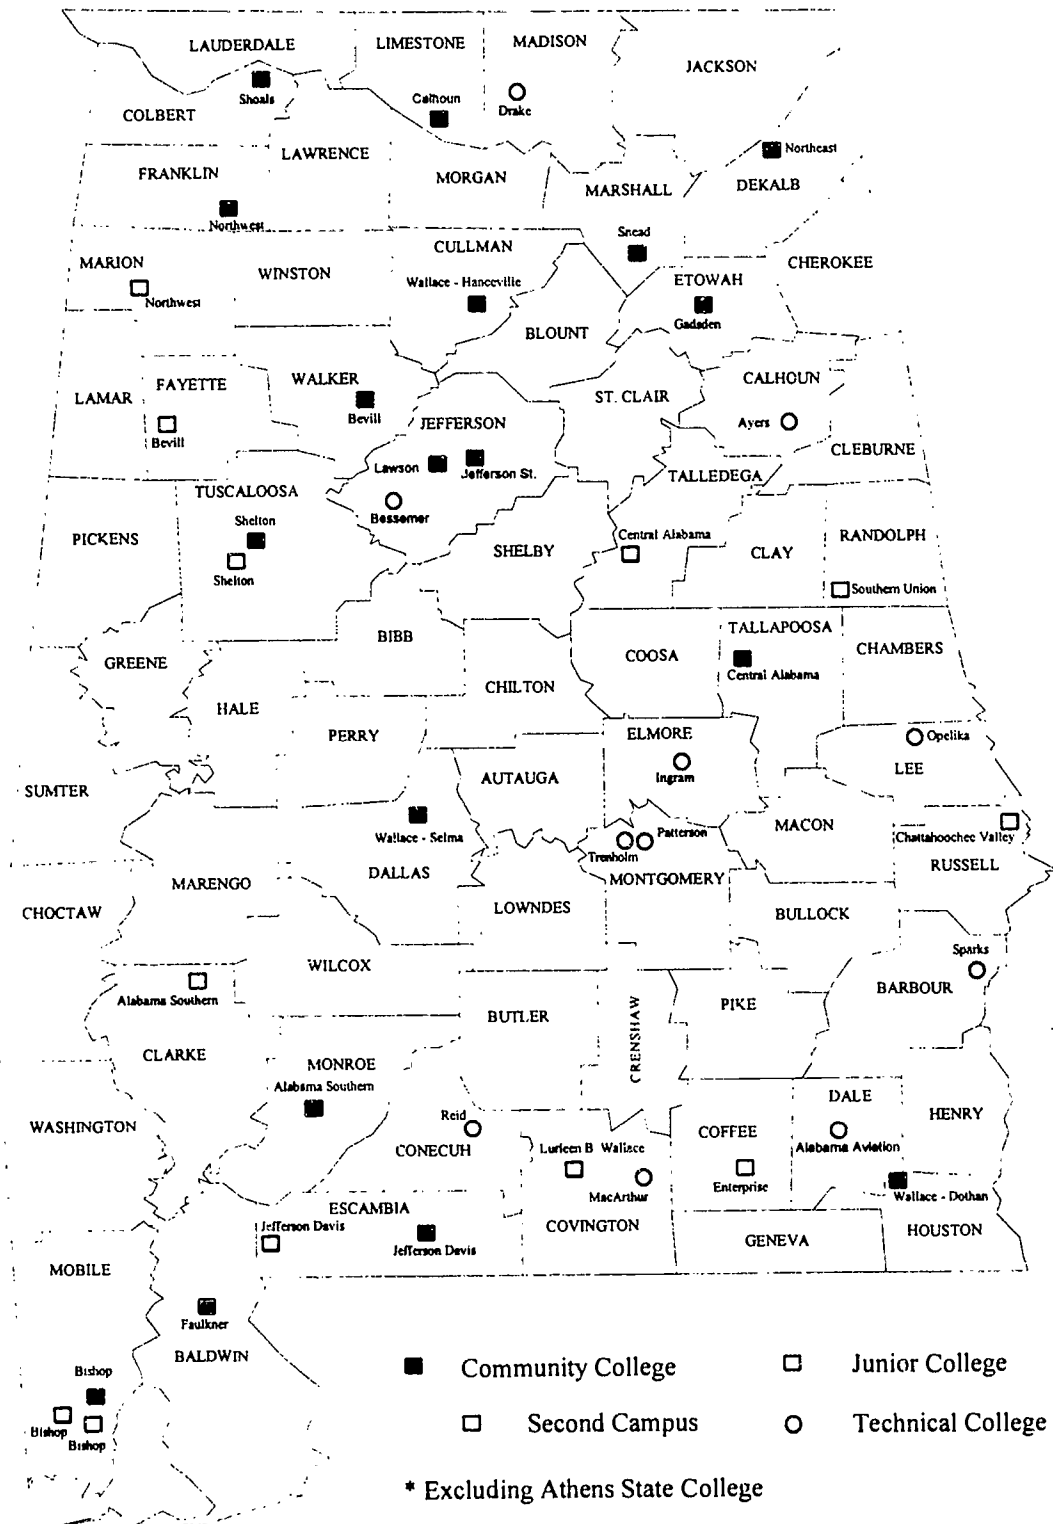 LAUDERDALE
LIMESTONE
MADISON
JACKSON
Shoals
Calhoun
Drake
COLBERT
LAWRENCE
Northeast
FRANKLIN
MORGAN
MARSHALL
DEKALB
Northwest
Snead
CULLMAN
MARION
WINSTON
CHEROKEE
Wallace - Hanceville
ETOWAH
Northwest
Gadsden
BLOUNT
WALKER
CALHOUN
FAYETTE
LAMAR
ST. CLAIR
Bevill
JEFFERSON
Ayers
Bevill
CLEBURNE
Lawson
Jefferson St.
TALLEDEGA
TUSCALOOSA
Bessemer
Shelton
Central Alabama
RANDOLPH
PICKENS
SHELBY
CLAY
Shelton
Southern Union
TALLAPOOSA
BIBB
COOSA
CHAMBERS
GREENE
Central Alabama
CHILTON
HALE
PERRY
ELMORE
Opelika
LEE
AUTAUGA
Ingram
SUMTER
Wallace - Selma
MACON
Patterson
Chattahoochee Valley
Trenholm
RUSSELL
DALLAS
MONTGOMERY
MARENGO
CHOCTAW
LOWNDES
BULLOCK
Sparks
WILCOX
BARBOUR
Alabama Southern
PIKE
BUTLER
CRENSHAW
CLARKE
MONROE
Alabama Southern
DALE
HENRY
Reid
WASHINGTON
COFFEE
CONECUH
Lurleen B Wallace
Alabama Aviation
MacArthur
Enterprise
Wallace - Dothan
ESCAMBIA
Jefferson Davis
COVINGTON
HOUSTON
Jefferson Davis
GENEVA
MOBILE
Faulkner
BALDWIN
Bishop
Bishop
Bishop
Community College
Junior College
Second Campus
Technical College
* Excluding Athens State College